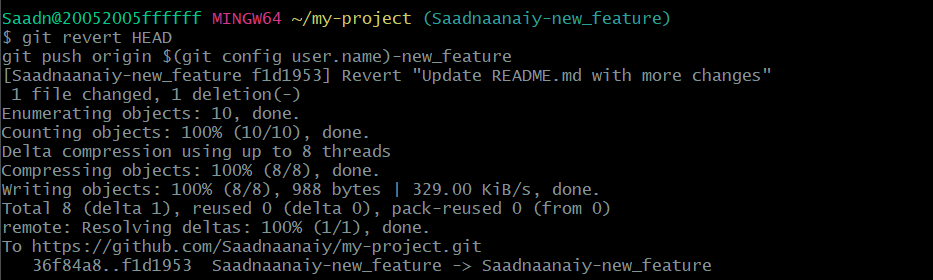 Saadn@20052005ffffff MINGW64 ~/my-project (Saadnaanaiy-new_feature)
$ git revert HEAD
git push origin $(git config user.name)-new_feature
[Saadnaanaiy-new_feature f1d1953] Revert "Update README.md with more changes"
 1 file changed, 1 deletion(-)
Enumerating objects: 10, done.
Counting objects: 100% (10/10), done.
Delta compression using up to 8 threads
Compressing objects: 100% (8/8), done.
Writing objects: 100% (8/8), 988 bytes | 329.00 KiB/s, done.
Total 8 (delta 1), reused 0 (delta 0), pack-reused 0 (from 0)
remote: Resolving deltas: 100% (1/1), done.
To https://github.com/Saadnaanaiy/my-project.git
   36f84a8..f1d1953  Saadnaanaiy-new_feature -> Saadnaanaiy-new_feature